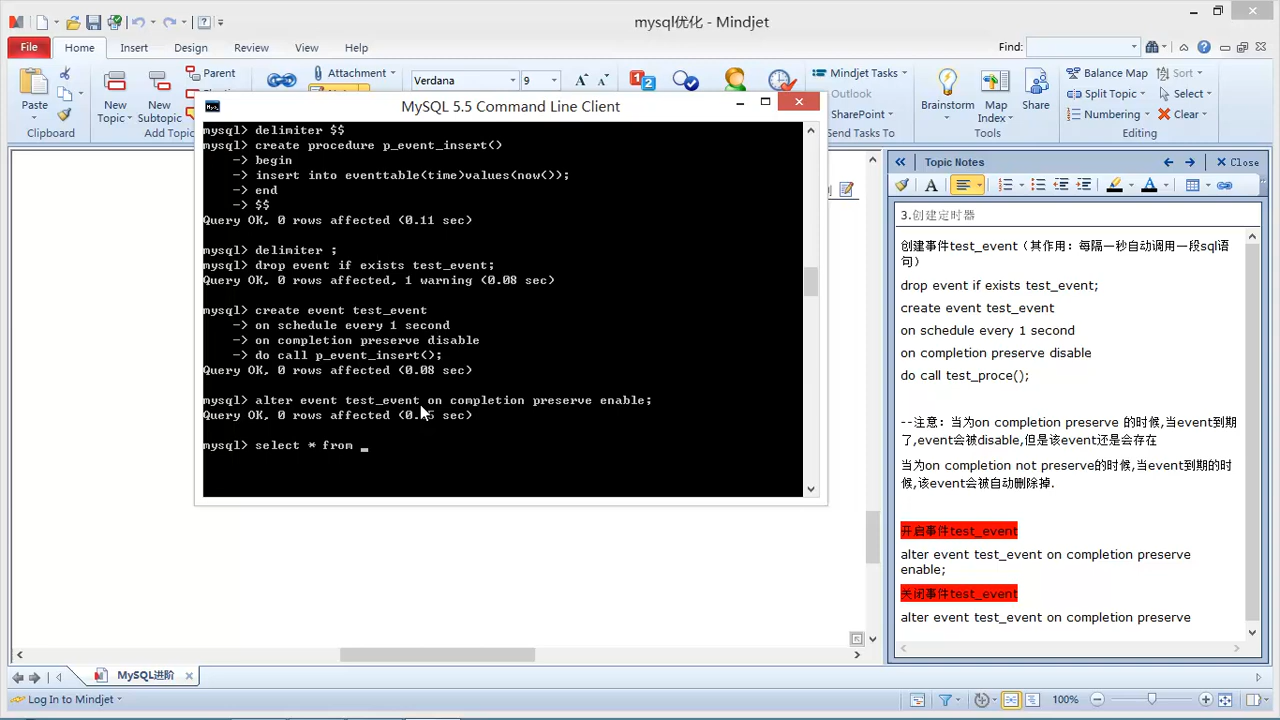 mysql优化 - Mindjet
File
Home
Insert
Design
Review
View
Help
Find:
Paste
Clipboard
New Topic
New Subtopic
Parent
Add Topic
Attachment
Verdana
9
Mindjet Tasks
Outlook
SharePoint
Send Tasks To
Brainstorm
Map Index
Share
Tools
Balance Map
Split Topic
Numbering
Sort
Select
Clear
Editing
MySQL 5.5 Command Line Client
mysql> delimiter $$
mysql> create procedure p_event_insert()
-> begin
-> insert into eventtable(time)values(now());
-> end
-> $$
Query OK, 0 rows affected (0.11 sec)
mysql> delimiter ;
mysql> drop event if exists test_event;
Query OK, 0 rows affected, 1 warning (0.08 sec)
mysql> create event test_event
-> on schedule every 1 second
-> on completion preserve disable
-> do call p_event_insert();
Query OK, 0 rows affected (0.08 sec)
mysql> alter event test_event on completion preserve enable;
Query OK, 0 rows affected sec)
mysql> select * from _
Topic Notes
Close
3.创建定时器
创建事件test_event（其作用：每隔一秒自动调用一段sql语
句）
drop event if exists test_event;
create event test_event
on schedule every 1 second
on completion preserve disable
do call test_proce();
--注意：当为on completion preserve 的时候,当event到期
了,event会被disable,但是该event还是会存在
当为on completion not preserve的时候,当event到期的时
候,该event会被自动删除掉.
开启事件test_event
alter event test_event on completion preserve
enable;
关闭事件test_event
alter event test_event on completion preserve
MySQL进阶
Log In to Mindjet
100%